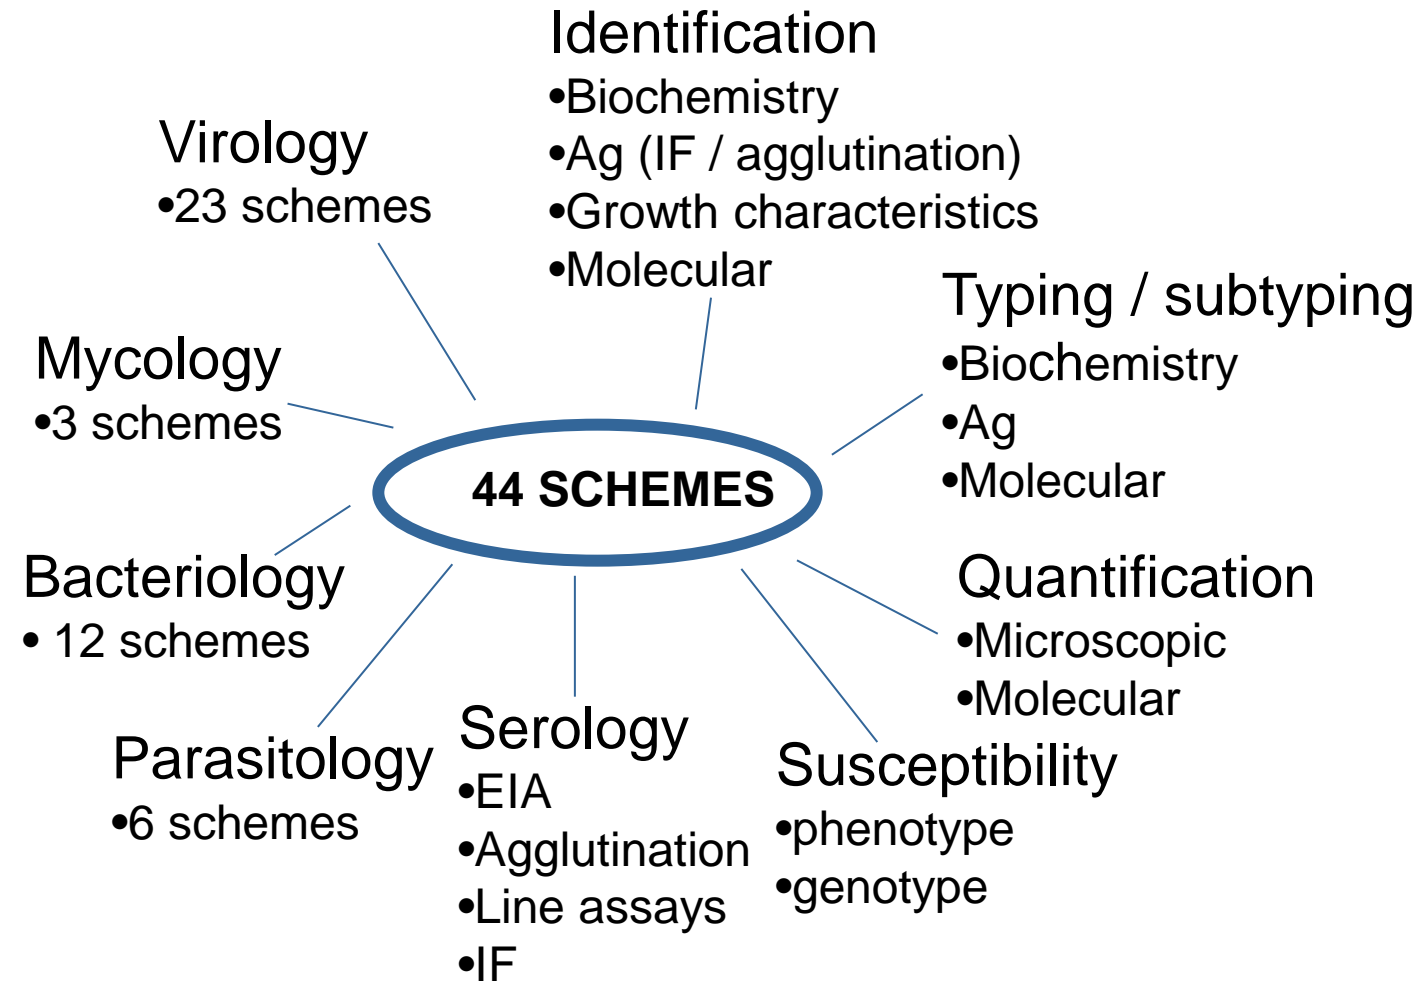 Identification
•Biochemistry
•Ag (IF / agglutination)
•Growth characteristics
•Molecular
Virology
•23 schemes
Typing / subtyping
•Biochemistry
•Ag
•Molecular
Mycology
•3 schemes
44 SCHEMES
Bacteriology
• 12 schemes
Quantification
•Microscopic
•Molecular
Parasitology
•6 schemes
Serology
•EIA
•Agglutination
•Line assays
•IF
Susceptibility
•phenotype
•genotype